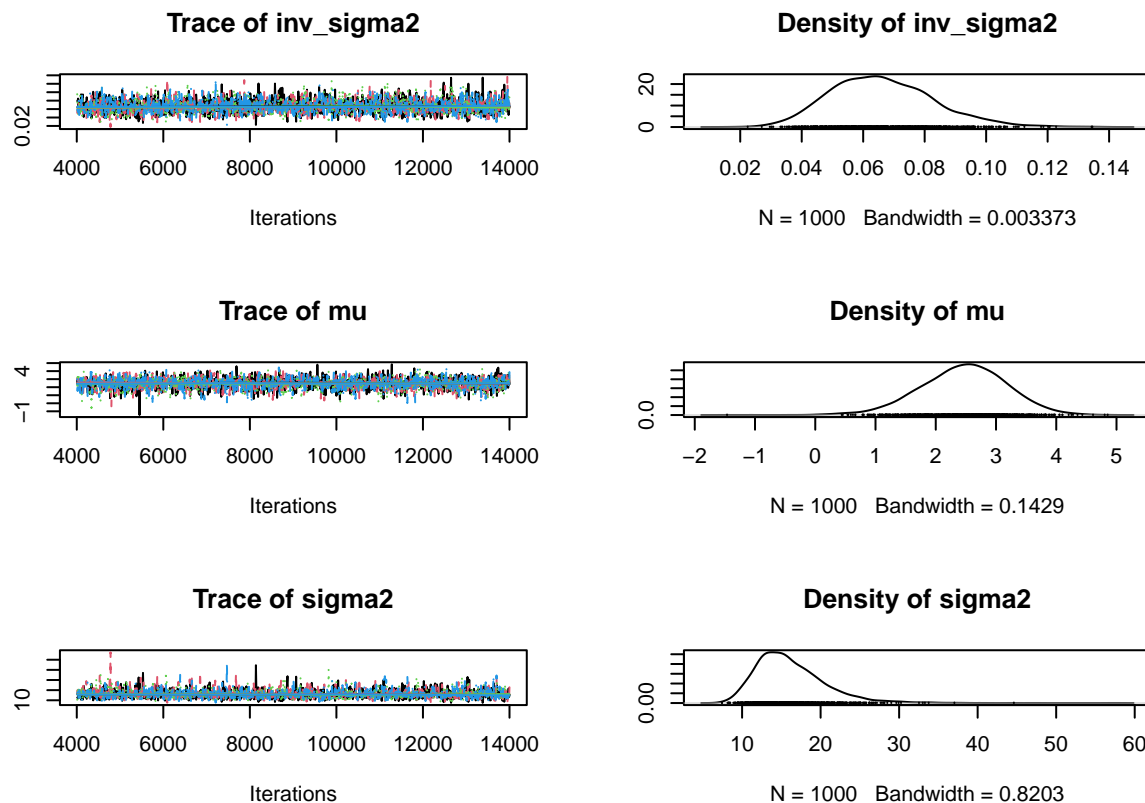 Trace of inv_sigma2
0.02
4000 6000 8000 10000 12000 14000
Iterations
Density of inv_sigma2
20
0
0.02 0.04 0.06 0.08 0.10 0.12 0.14
N = 1000 Bandwidth = 0.003373
Trace of mu
4
−1
4000 6000 8000 10000 12000 14000
Iterations
Density of mu
0.0
−2 −1 0 1 2 3 4 5
N = 1000 Bandwidth = 0.1429
Trace of sigma2
10
4000 6000 8000 10000 12000 14000
Iterations
Density of sigma2
0.00
10 20 30 40 50 60
N = 1000 Bandwidth = 0.8203